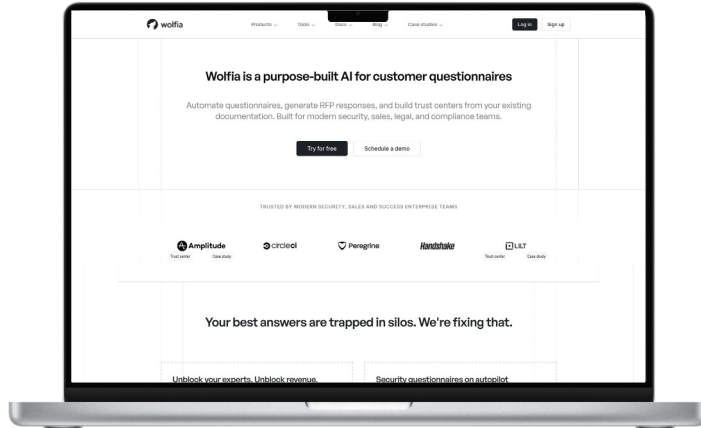 wolfia
Products
Tools
Docs
Blog
Case studies
Log in
Sign up
Wolfia is a purpose-built AI for customer questionnaires
Automate questionnaires, generate RFP responses, and build trust centers from your existing
documentation. Built for modern security, sales, legal, and compliance teams.
Try for free
Schedule a demo
TRUSTED BY MODERN SECURITY, SALES AND SUCCESS ENTERPRISE TEAMS
Amplitude
circleci
Peregrine
Handshake
LILT
Trust center
Case study
Trust center
Case study
Your best answers are trapped in silos. We're fixing that.
Unblock your experts. Unblock revenue.
Security questionnaires on autopilot